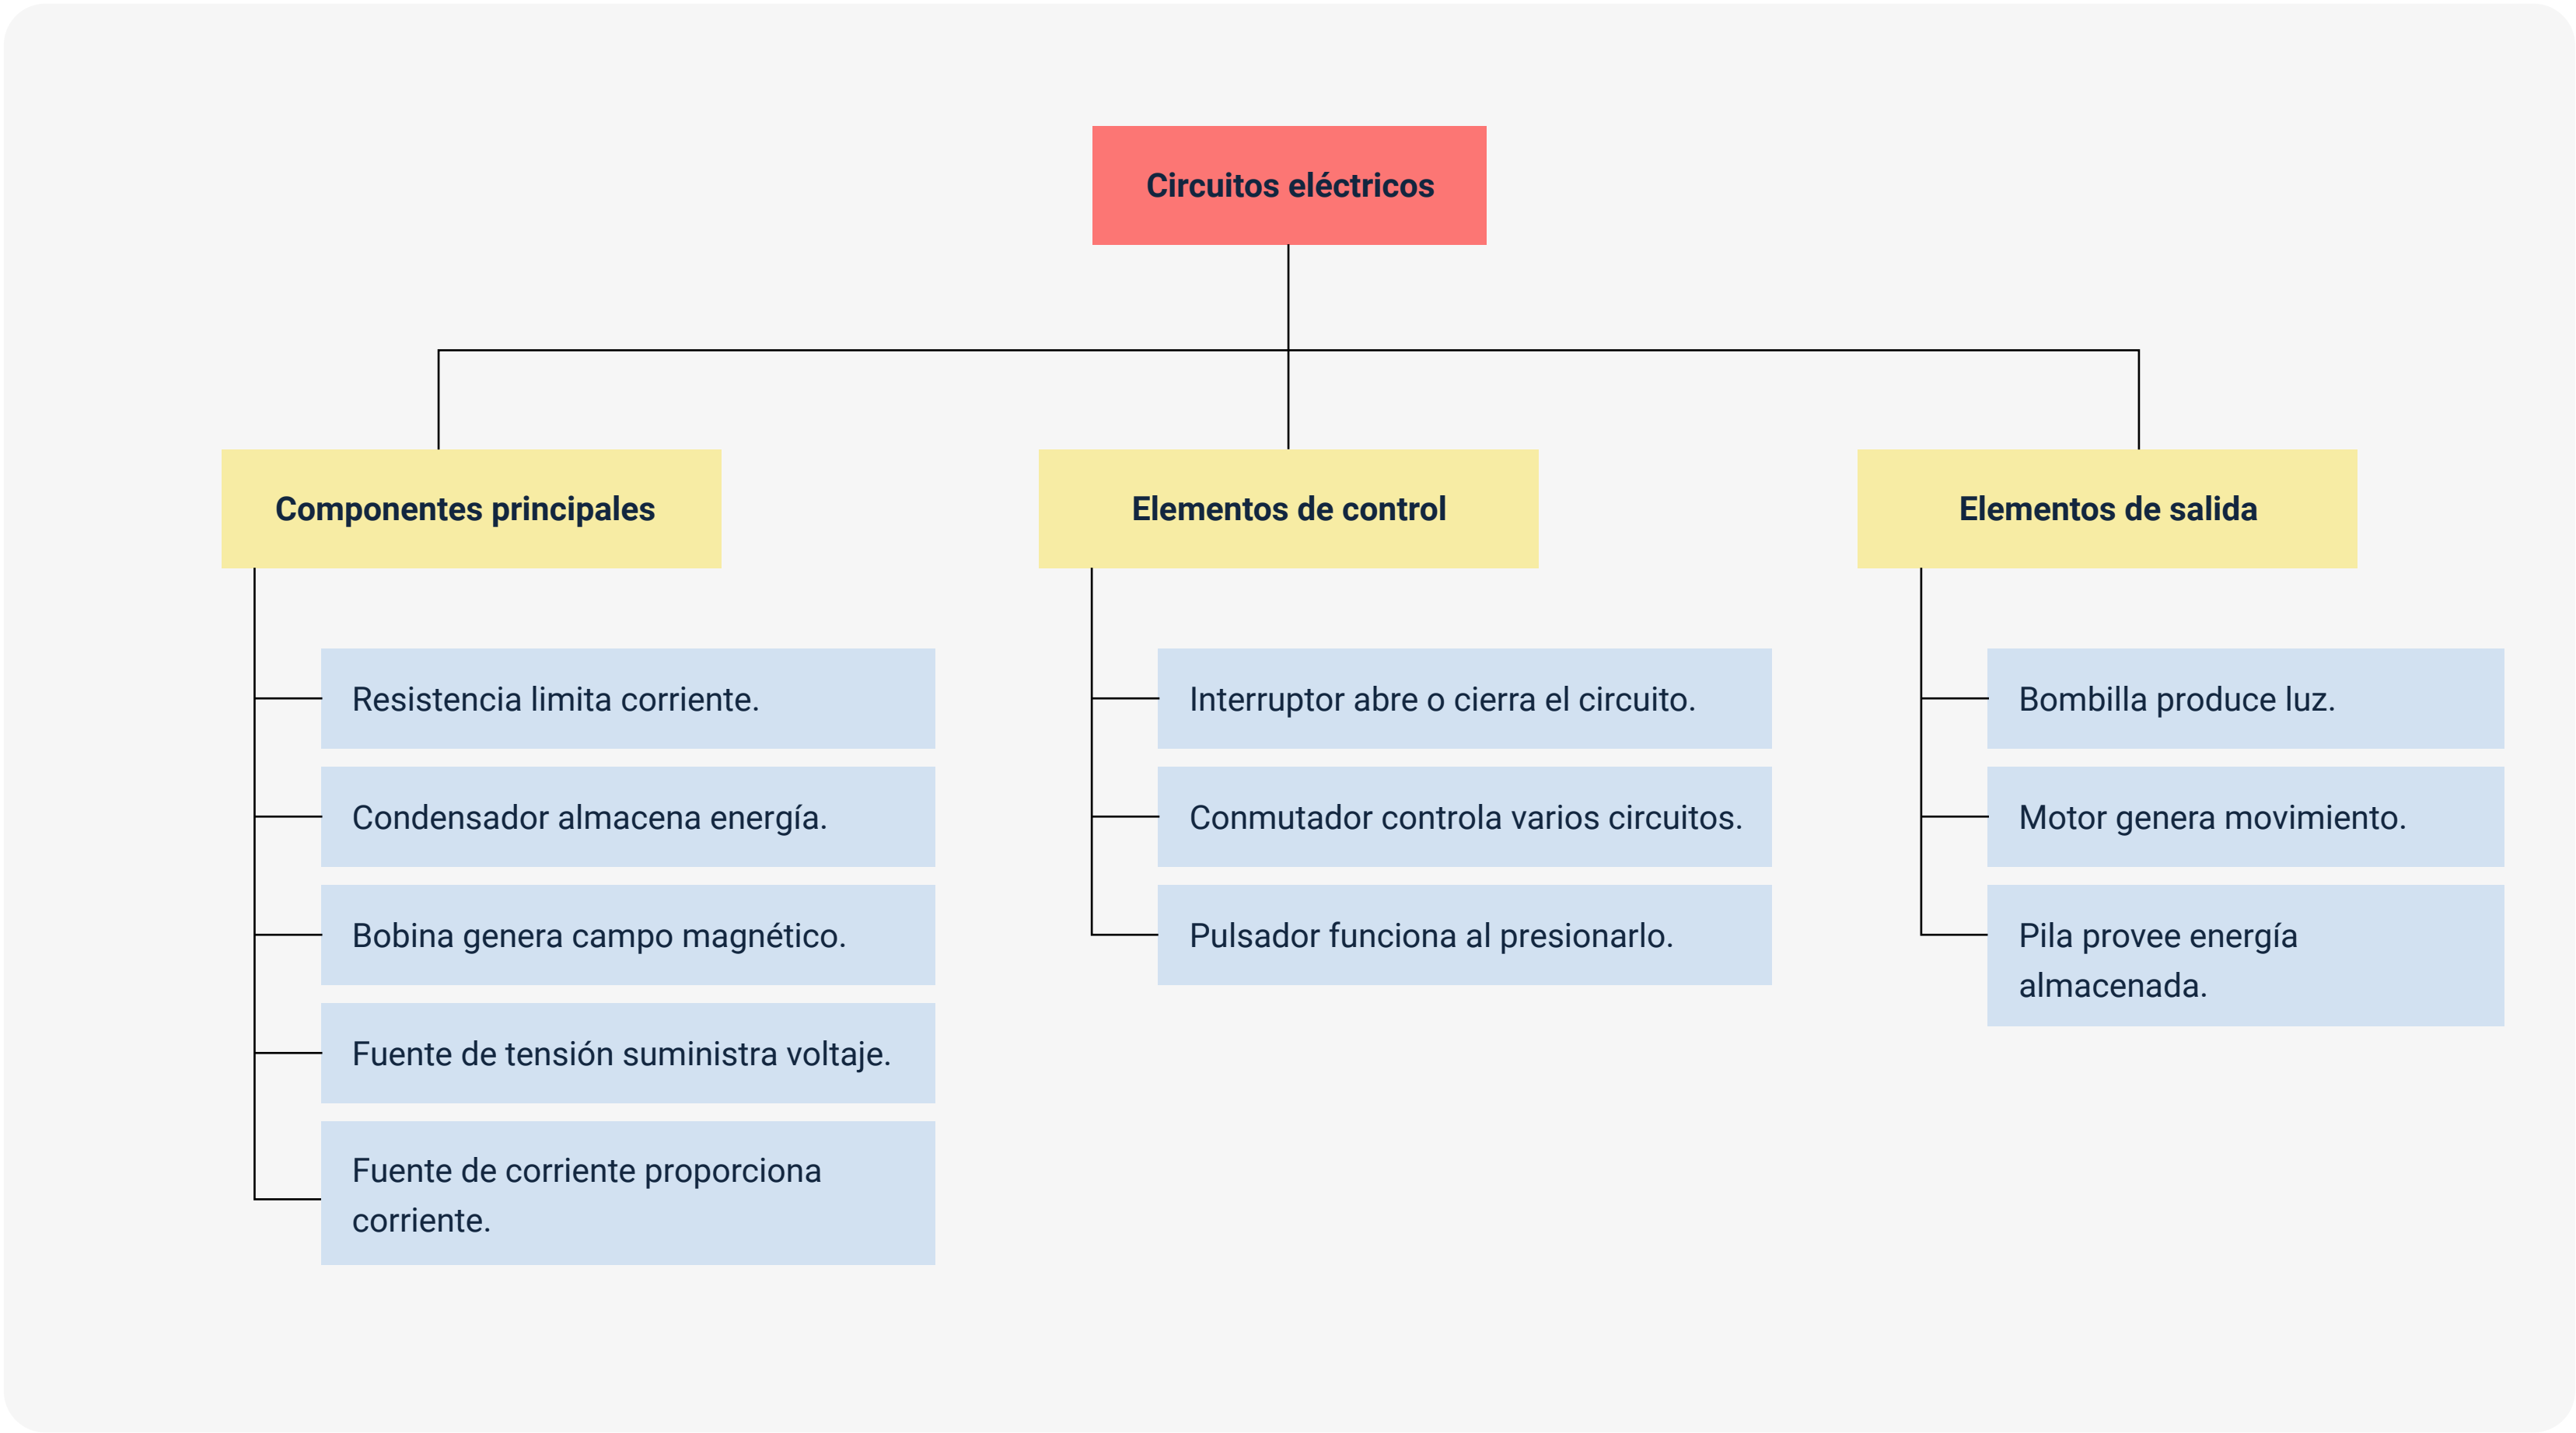 Circuitos eléctricos
Componentes principales
Resistencia limita corriente.
Condensador almacena energía.
Bobina genera campo magnético.
Fuente de tensión suministra voltaje.
Fuente de corriente proporciona
corriente.
Elementos de control
Interruptor abre o cierra el circuito.
Conmutador controla varios circuitos.
Pulsador funciona al presionarlo.
Elementos de salida
Bombilla produce luz.
Motor genera movimiento.
Pila provee energía
almacenada.